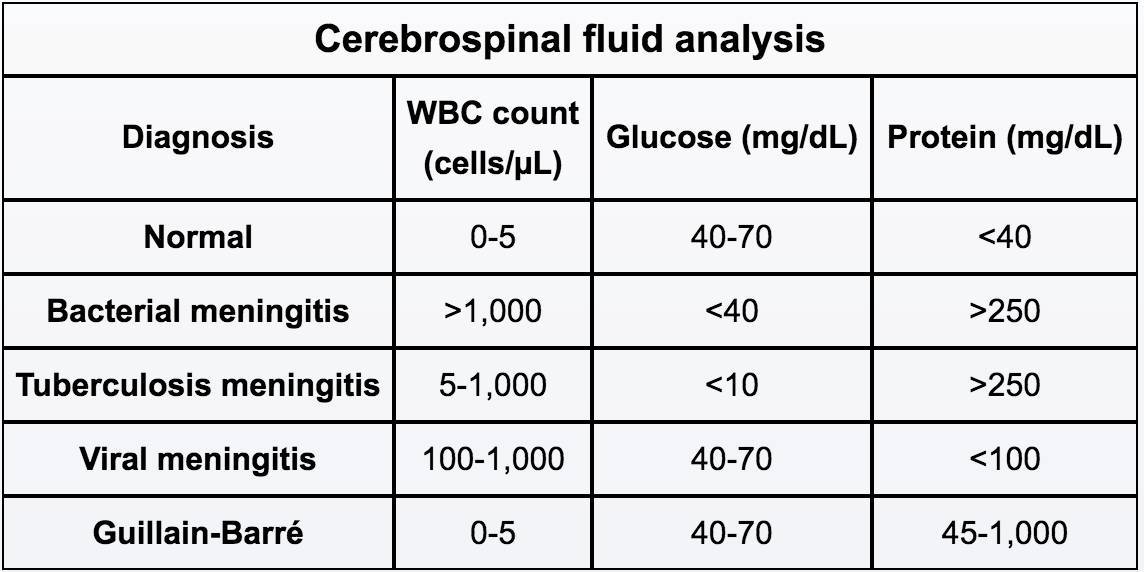 Cerebrospinal fluid analysis
Diagnosis WBC count (cells/μL) Glucose (mg/dL) Protein (mg/dL)
Normal 0-5 40-70 <40
Bacterial meningitis >1,000 <40 >250
Tuberculosis meningitis 5-1,000 <10 >250
Viral meningitis 100-1,000 40-70 <100
Guillain-Barré 0-5 40-70 45-1,000